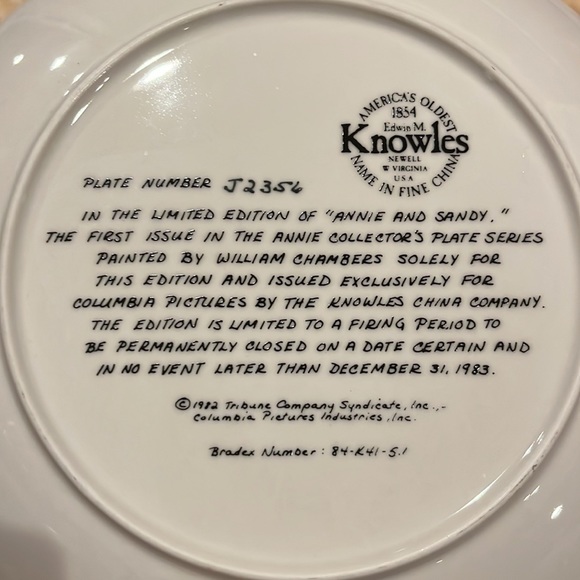 AMERICA'S OLDEST
1854
Edwin M.
Knowles
NEWELL
W VIRGINIA
USA
NAME IN FINE CHINA
PLATE NUMBER J2356
IN THE LIMITED EDITION OF "ANNIE AND SANDY,"
THE FIRST ISSUE IN THE ANNIE COLLECTOR'S PLATE SERIES
PAINTED BY WILLIAM CHAMBERS SOLELY FOR
THIS EDITION AND ISSUED EXCLUSIVELY FOR
COLUMBIA PICTURES BY THE KNOWLES CHINA COMPANY.
THE EDITION IS LIMITED TO A FIRING PERIOD TO
BE PERMANENTLY CLOSED ON A DATE CERTAIN AND
IN NO EVENT LATER THAN DECEMBER 31, 1983.
©1982 Tribune Company Syndicate, Inc.,-
Columbia Pictures Industries, Inc.
Bradex Number: 84-K41-5.1